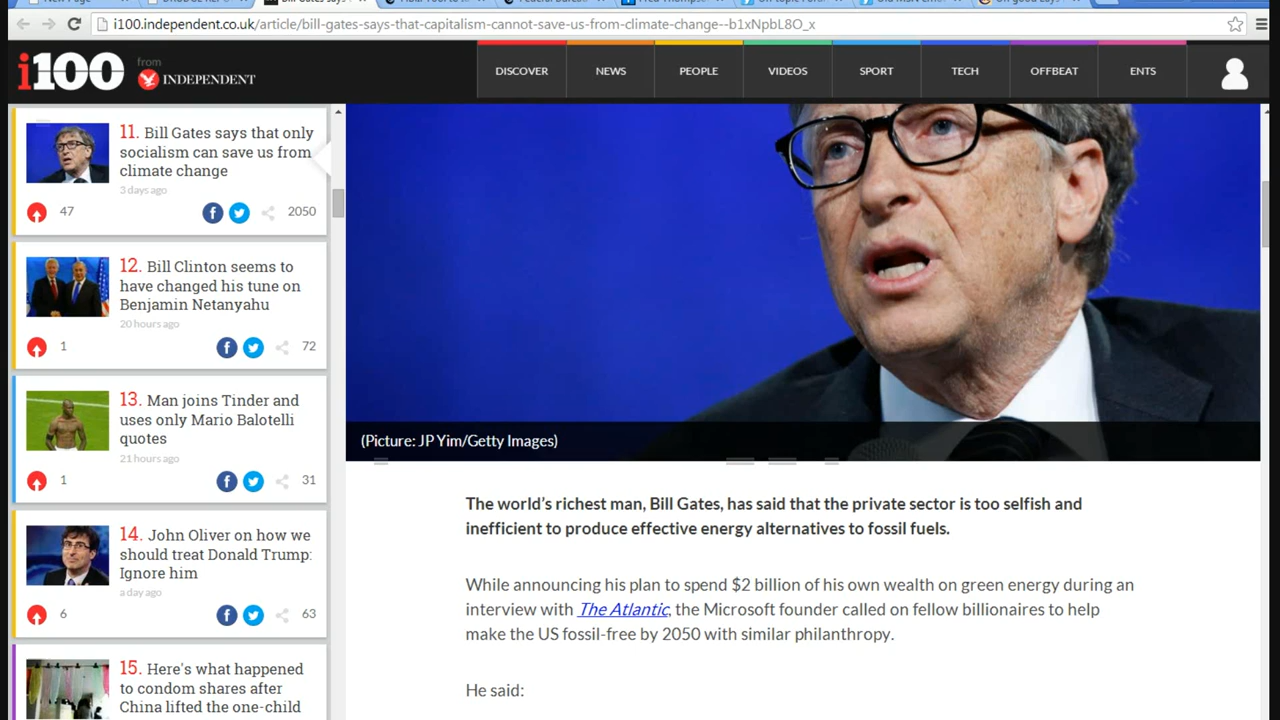 Bill Gates says
i100.independent.co.uk/article/bill-gates-says-that-capitalism-cannot-save-us-from-climate-change--b1xNpbL8O_x
i100 from INDEPENDENT
DISCOVER NEWS PEOPLE VIDEOS SPORT TECH OFFBEAT ENTS
11. Bill Gates says that only
socialism can save us from
climate change
3 days ago
47 2050
12. Bill Clinton seems to
have changed his tune on
Benjamin Netanyahu
20 hours ago
1 72
13. Man joins Tinder and
uses only Mario Balotelli
quotes
21 hours ago
1 31
14. John Oliver on how we
should treat Donald Trump:
Ignore him
a day ago
6 63
15. Here's what happened
to condom shares after
China lifted the one-child
(Picture: JP Yim/Getty Images)
The world's richest man, Bill Gates, has said that the private sector is too selfish and
inefficient to produce effective energy alternatives to fossil fuels.
While announcing his plan to spend $2 billion of his own wealth on green energy during an
interview with The Atlantic, the Microsoft founder called on fellow billionaires to help
make the US fossil-free by 2050 with similar philanthropy.
He said: